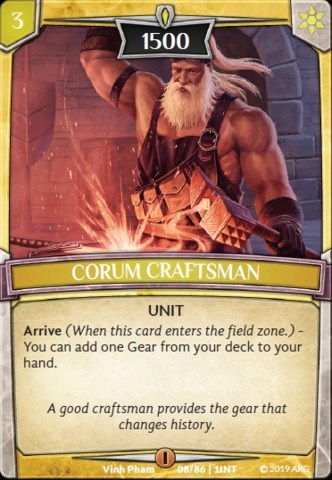 3
1500
CORUM CRAFTSMAN
UNIT
Arrive (When this card enters the field zone.) -
You can add one Gear from your deck to your
hand.
A good craftsman provides the gear that
changes history.
I
Vinh Pham 08/86 | 1INT © 2019 ARG